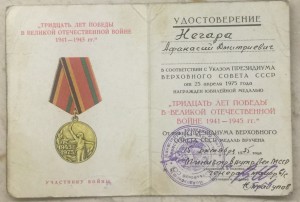 "ТРИДЦАТЬ ЛЕТ ПОБЕДЫ
В ВЕЛИКОЙ ОТЕЧЕСТВЕННОЙ ВОЙНЕ
1941–1945 гг."
УЧАСТНИКУ ВОЙНЫ
УДОСТОВЕРЕНИЕ
Негара
Афанасий Дмитриевич
В СООТВЕТСТВИИ С УКАЗОМ ПРЕЗИДИУМА
ВЕРХОВНОГО СОВЕТА СССР
от 25 апреля 1975 года
НАГРАЖДЕН ЮБИЛЕЙНОЙ МЕДАЛЬЮ
"ТРИДЦАТЬ ЛЕТ ПОБЕДЫ
В ВЕЛИКОЙ ОТЕЧЕСТВЕННОЙ
ВОЙНЕ 1941–1945 гг."
ПРЕЗИДИУМА ВЕРХОВНОГО
СОВЕТА СССР МЕДАЛЬ ВРУЧЕНА